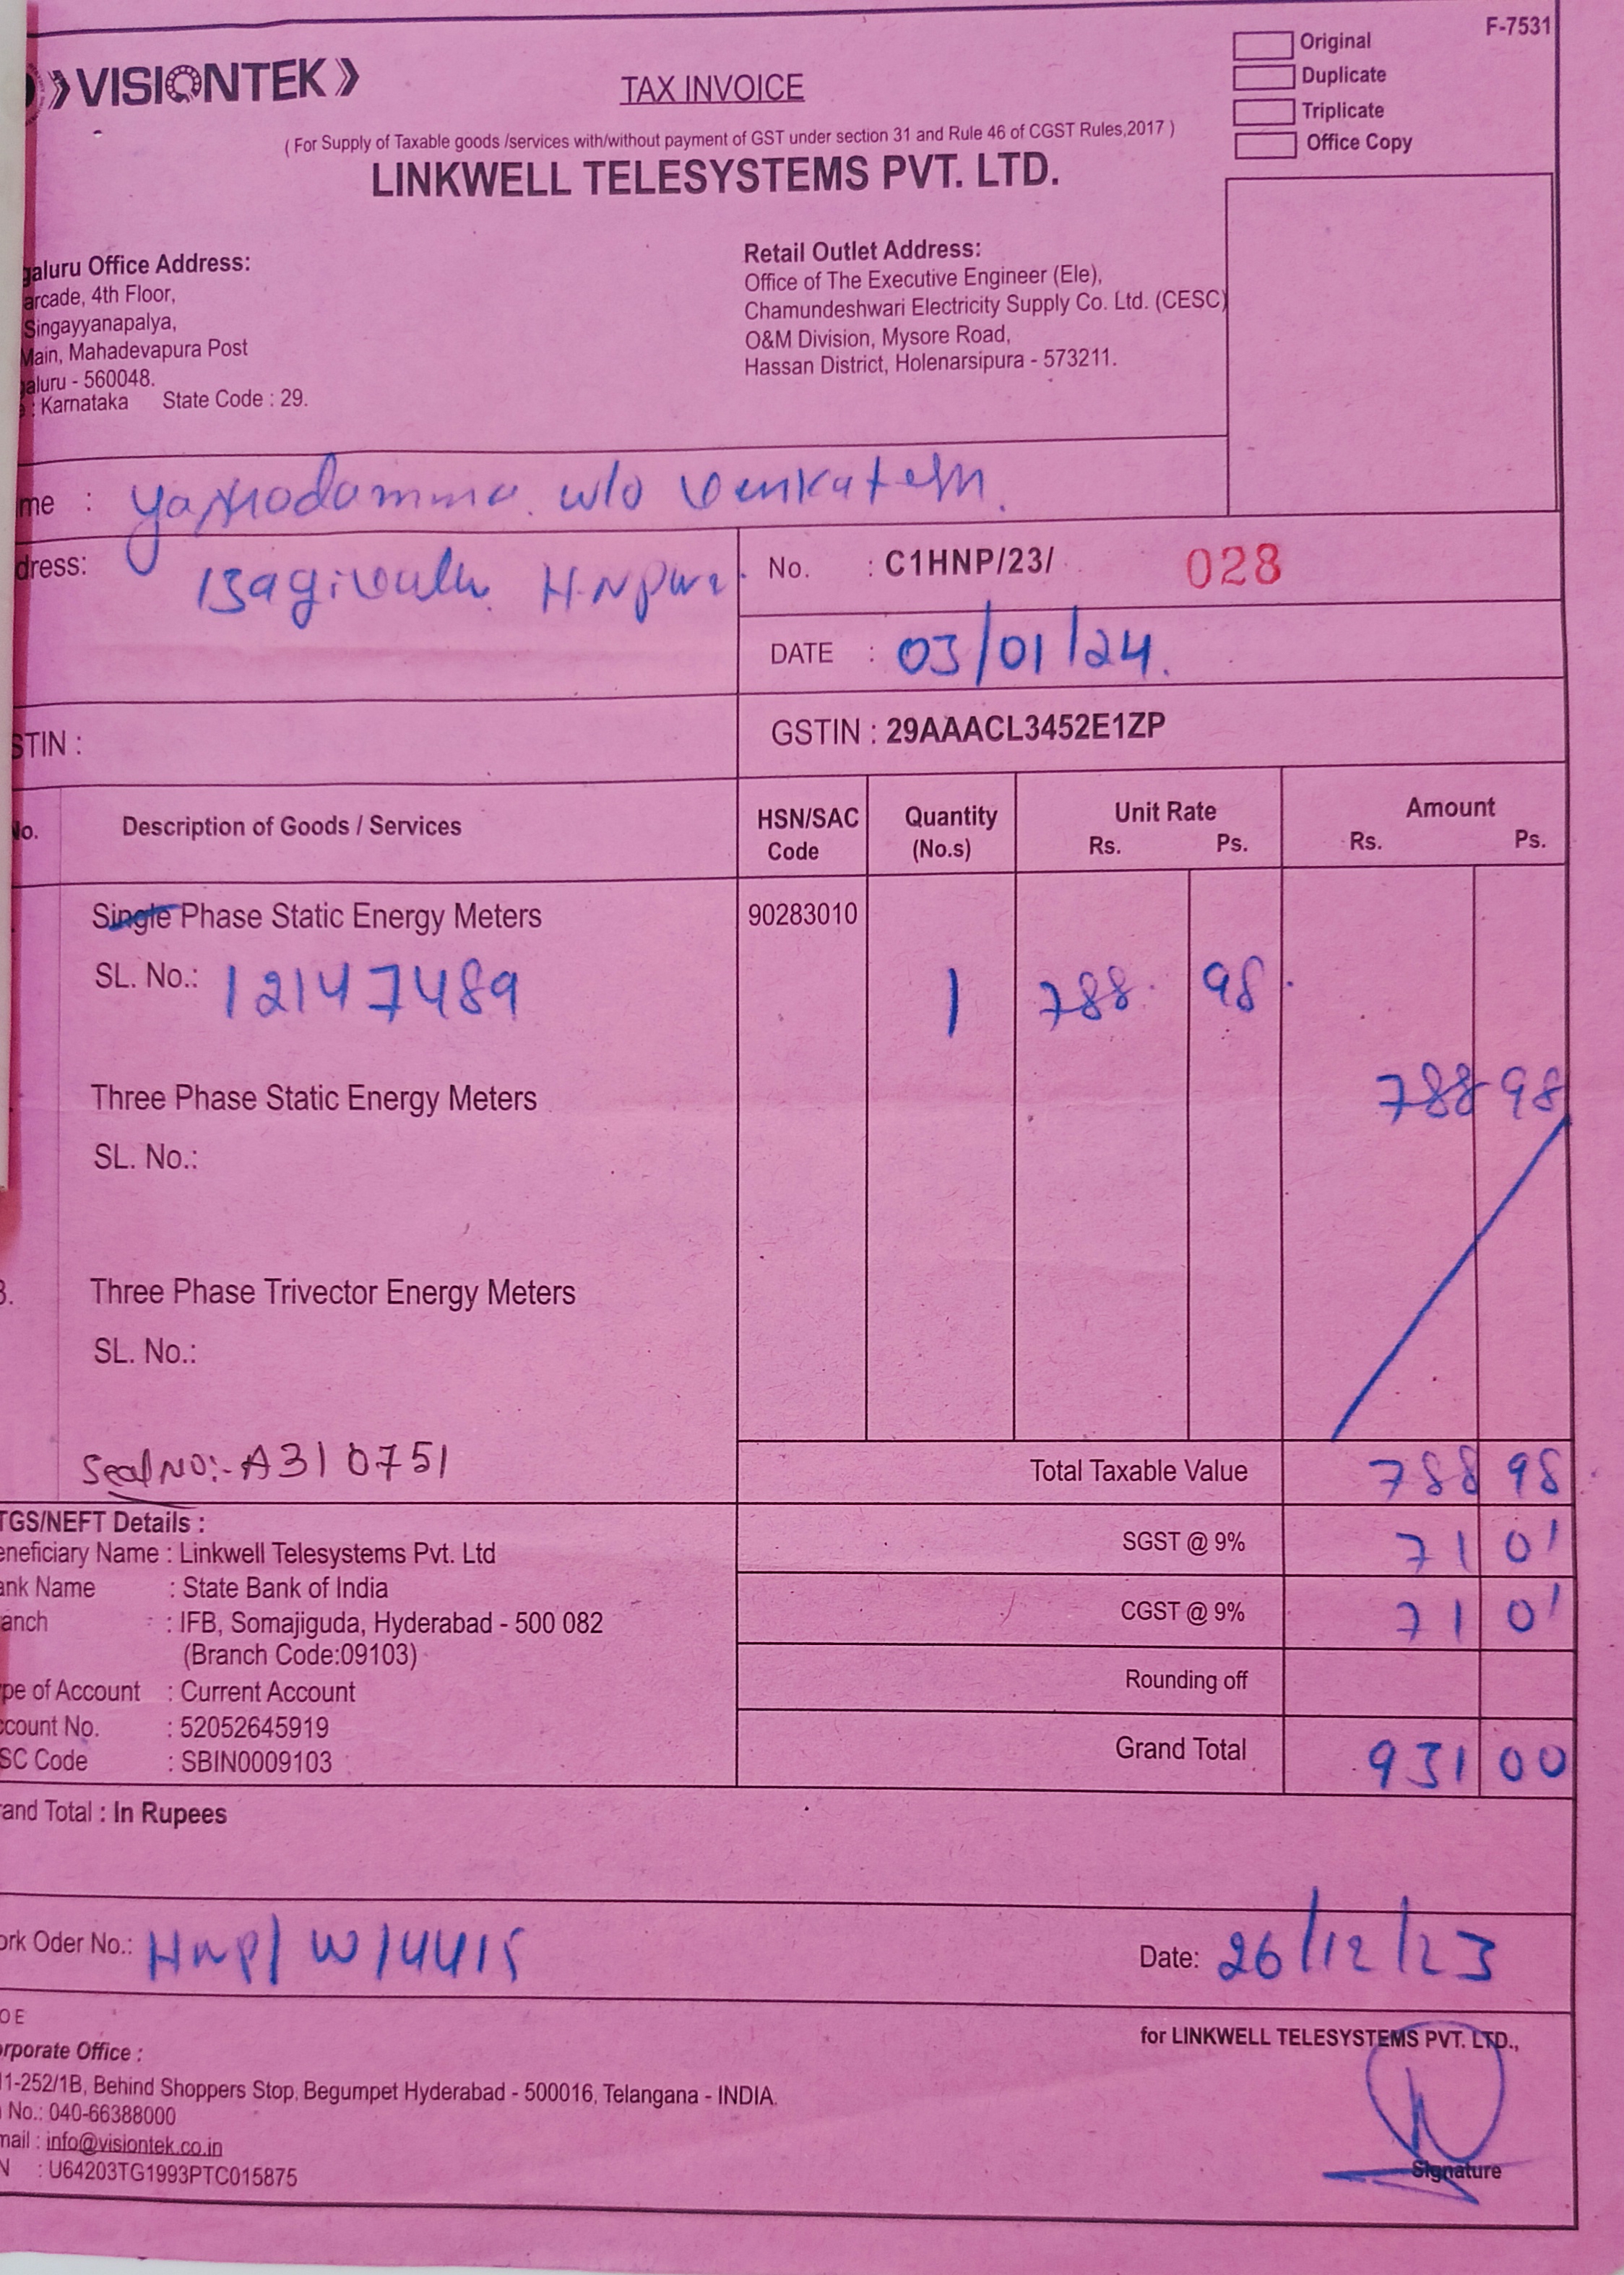 F-7531
Original
Duplicate
Triplicate
Office Copy
VISIONTEK
TAX INVOICE
( For Supply of Taxable goods /services with/without payment of GST under section 31 and Rule 46 of CGST Rules,2017 )
LINKWELL TELESYSTEMS PVT. LTD.
galuru Office Address:
arcade, 4th Floor,
Singayyanapalya,
Main, Mahadevapura Post
aluru - 560048.
: Karnataka State Code : 29.
Retail Outlet Address:
Office of The Executive Engineer (Ele),
Chamundeshwari Electricity Supply Co. Ltd. (CESC)
O&M Division, Mysore Road,
Hassan District, Holenarsipura - 573211.
me : w/o
dress: H.N
No. : C1HNP/23/ 028
DATE : 03/01/24.
STIN :
GSTIN : 29AAACL3452E1ZP
No. Description of Goods / Services HSN/SAC Code Quantity (No.s) Unit Rate Rs. Ps. Amount Rs. Ps.
Single Phase Static Energy Meters 90283010
SL. No.: 12147489 1 788. 98
Three Phase Static Energy Meters 788 98
SL. No.:
3. Three Phase Trivector Energy Meters
SL. No.:
Seal NO:- A310751
Total Taxable Value 788 98
SGST @ 9% 71 01
CGST @ 9% 71 01
Rounding off
Grand Total 931 00
TGS/NEFT Details :
eneficiary Name : Linkwell Telesystems Pvt. Ltd
ank Name : State Bank of India
anch : IFB, Somajiguda, Hyderabad - 500 082
(Branch Code:09103)
pe of Account : Current Account
ccount No. : 52052645919
SC Code : SBIN0009103
and Total : In Rupees
ork Oder No.: HNP/ W/4415 Date: 26/12/23
OE
for LINKWELL TELESYSTEMS PVT. LTD.,
rporate Office :
11-252/1B, Behind Shoppers Stop, Begumpet Hyderabad - 500016, Telangana - INDIA.
No.: 040-66388000
mail : info@visiontek.co.in
N : U64203TG1993PTC015875
Signature